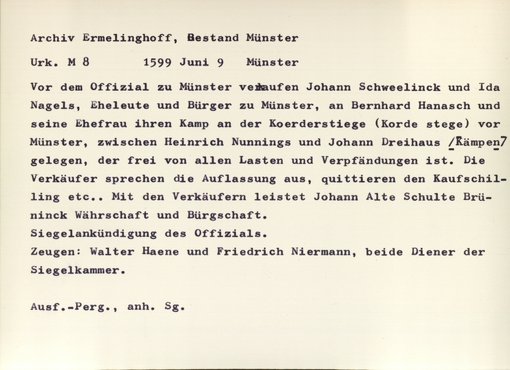 Archiv Ermelinghoff, Bestand Münster
Urk. M 8 1599 Juni 9 Münster
Vor dem Offizial zu Münster verkaufen Johann Schweelinck und Ida
Nagels, Eheleute und Bürger zu Münster, an Bernhard Hanasch und
seine Ehefrau ihren Kamp an der Koerderstiege (Korde stege) vor
Münster, zwischen Heinrich Nunnings und Johann Dreihaus /Kämpen/
gelegen, der frei von allen Lasten und Verpfändungen ist. Die
Verkäufer sprechen die Auflassung aus, quittieren den Kaufschil-
ling etc.. Mit den Verkäufern leistet Johann Alte Schulte Brü-
ninck Währschaft und Bürgschaft.
Siegelankündigung des Offizials.
Zeugen: Walter Haene und Friedrich Niermann, beide Diener der
Siegelkammer.
Ausf.-Perg., anh. Sg.